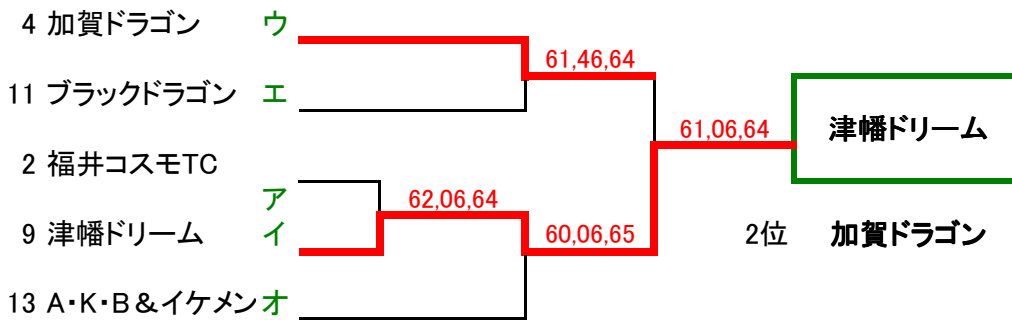 4 加賀ドラゴン ウ
61,46,64
11 ブラックドラゴン エ
61,06,64
津幡ドリーム
2 福井コスモTC
ア
62,06,64
9 津幡ドリーム イ
60,06,65
2位 加賀ドラゴン
13 A・K・B＆イケメン オ